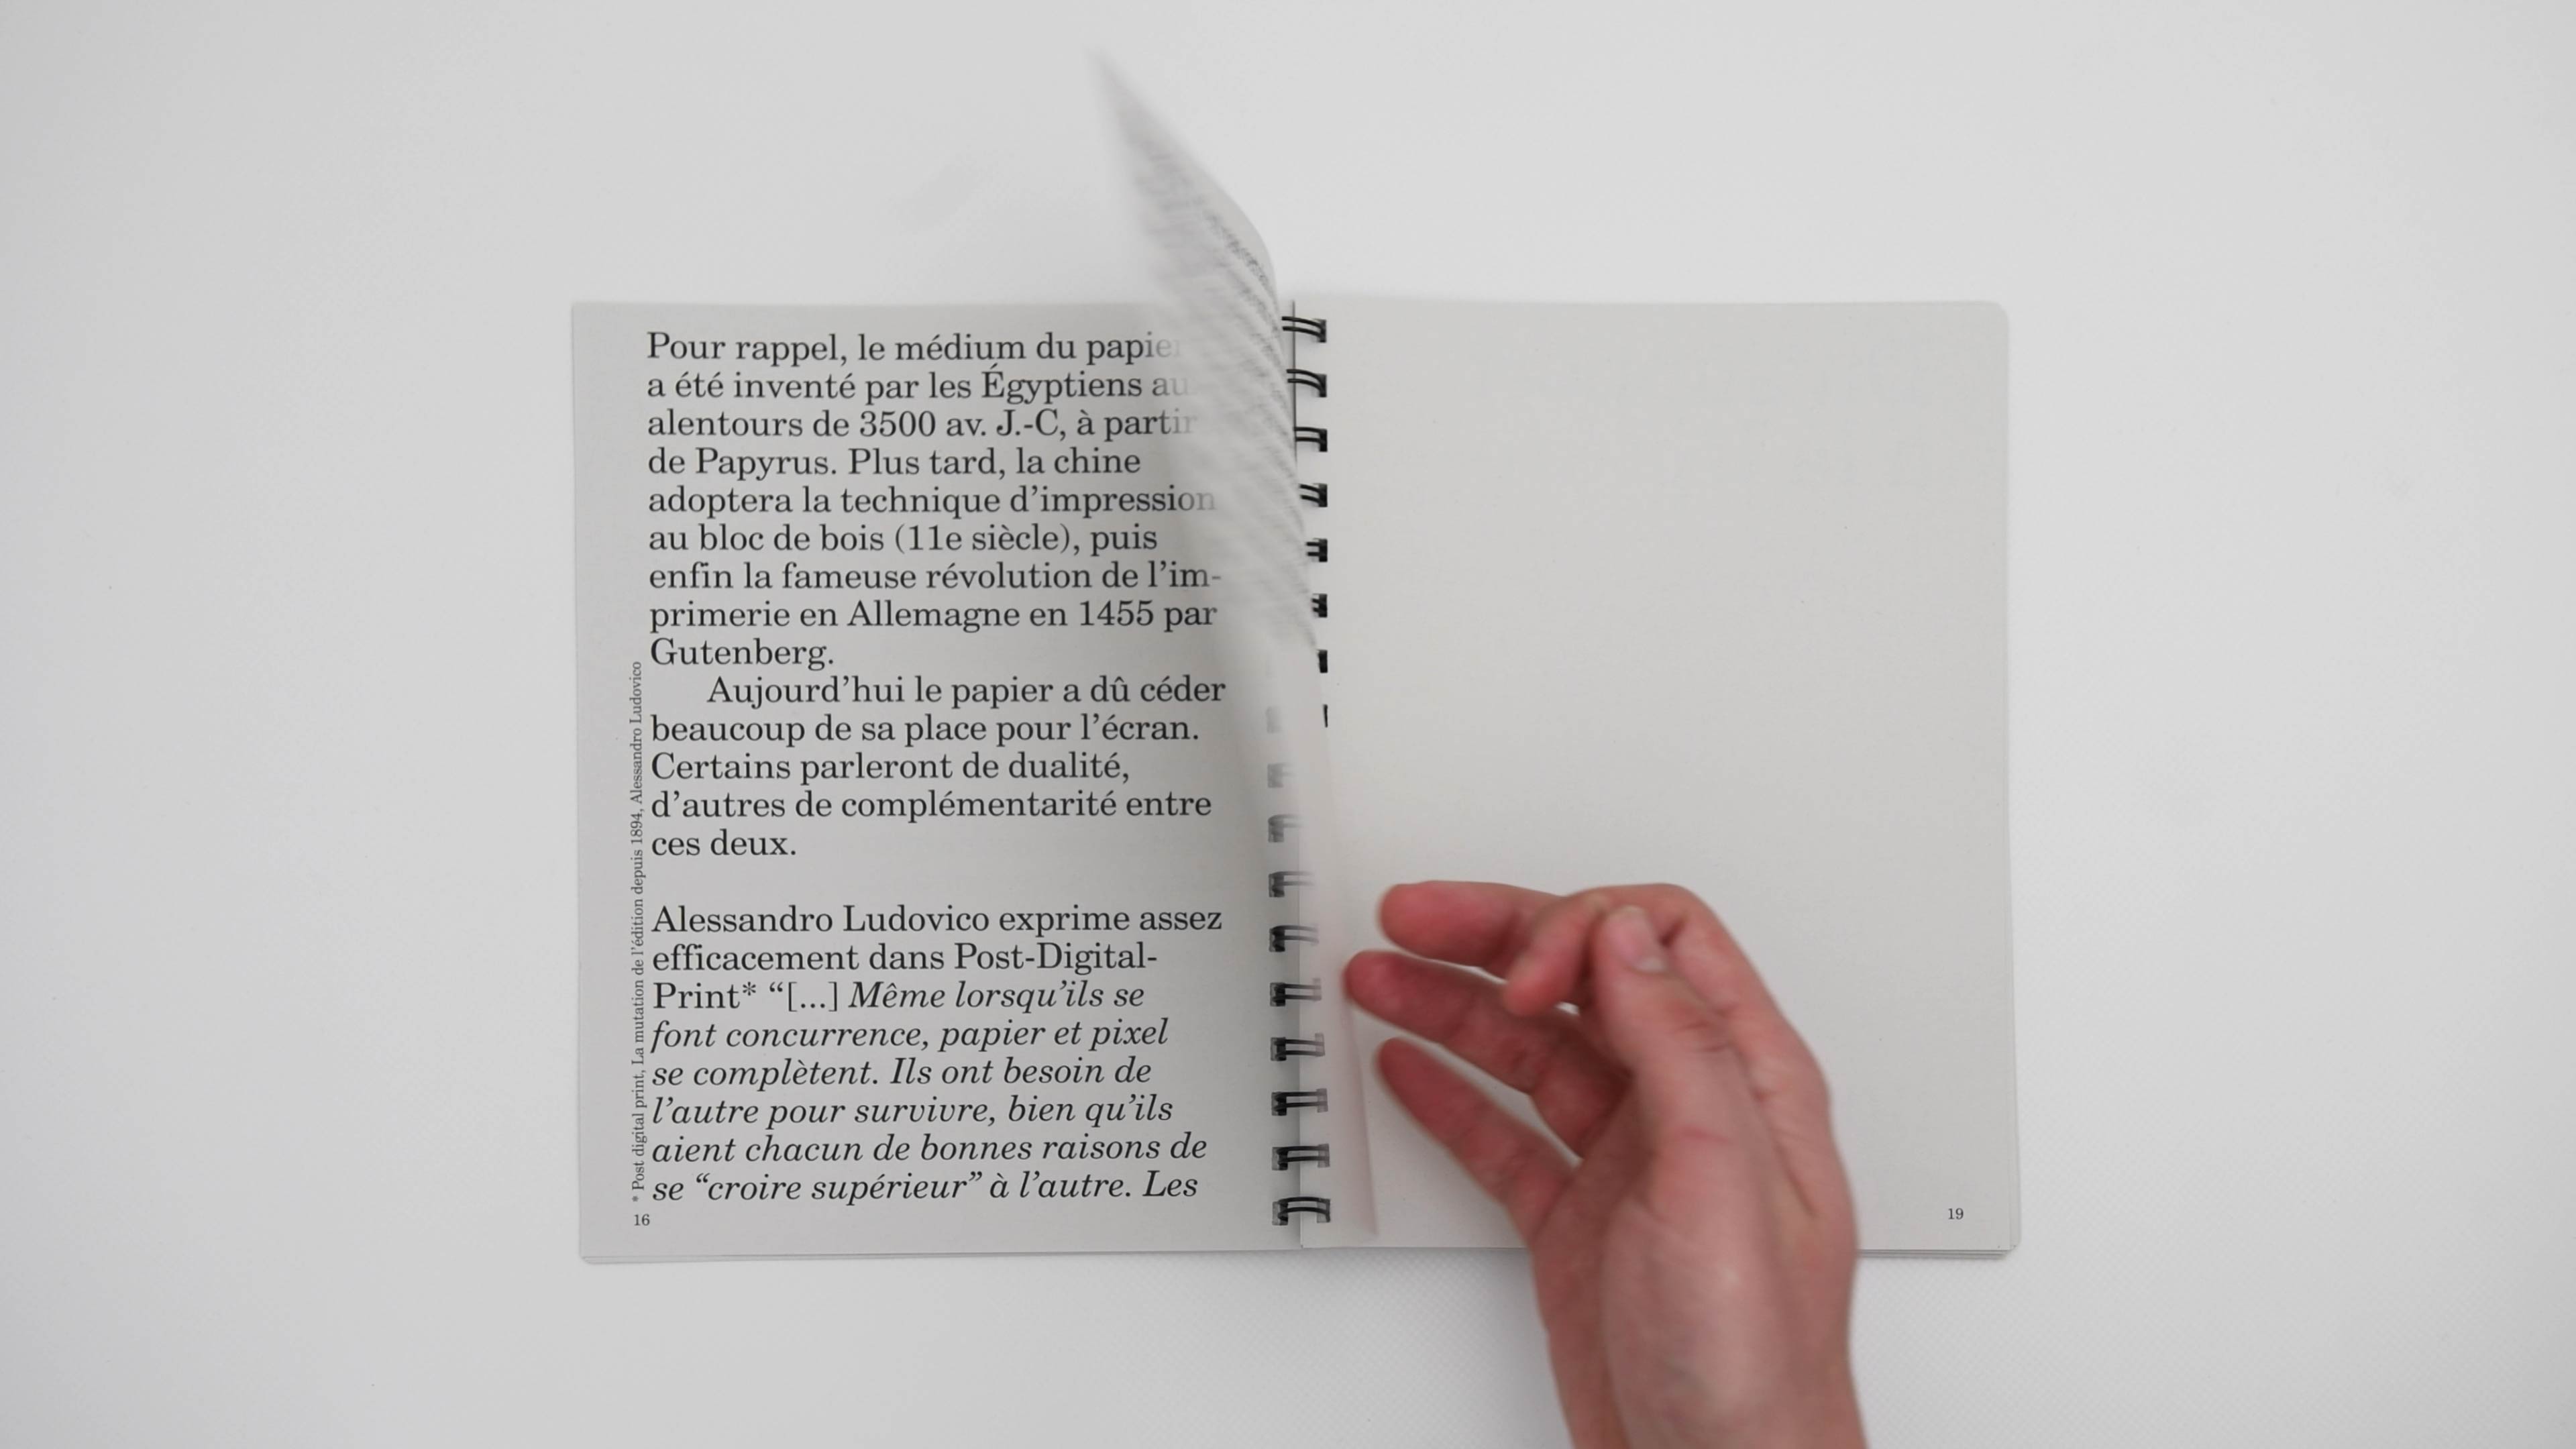 Pour rappel, le médium du papier
a été inventé par les Égyptiens au
alentours de 3500 av. J.-C, à partir
de Papyrus. Plus tard, la chine
adoptera la technique d’impression
au bloc de bois (11e siècle), puis
enfin la fameuse révolution de l’im-
primerie en Allemagne en 1455 par
Gutenberg.
Aujourd’hui le papier a dû céder
beaucoup de sa place pour l’écran.
Certains parleront de dualité,
d’autres de complémentarité entre
ces deux.
Alessandro Ludovico exprime assez
efficacement dans Post-Digital-
Print* “[...] Même lorsqu’ils se
font concurrence, papier et pixel
se complètent. Ils ont besoin de
l’autre pour survivre, bien qu’ils
aient chacun de bonnes raisons de
se “croire supérieur” à l’autre. Les
* Post digital print, La mutation de l’édition depuis 1894, Alessandro Ludovico
16
19